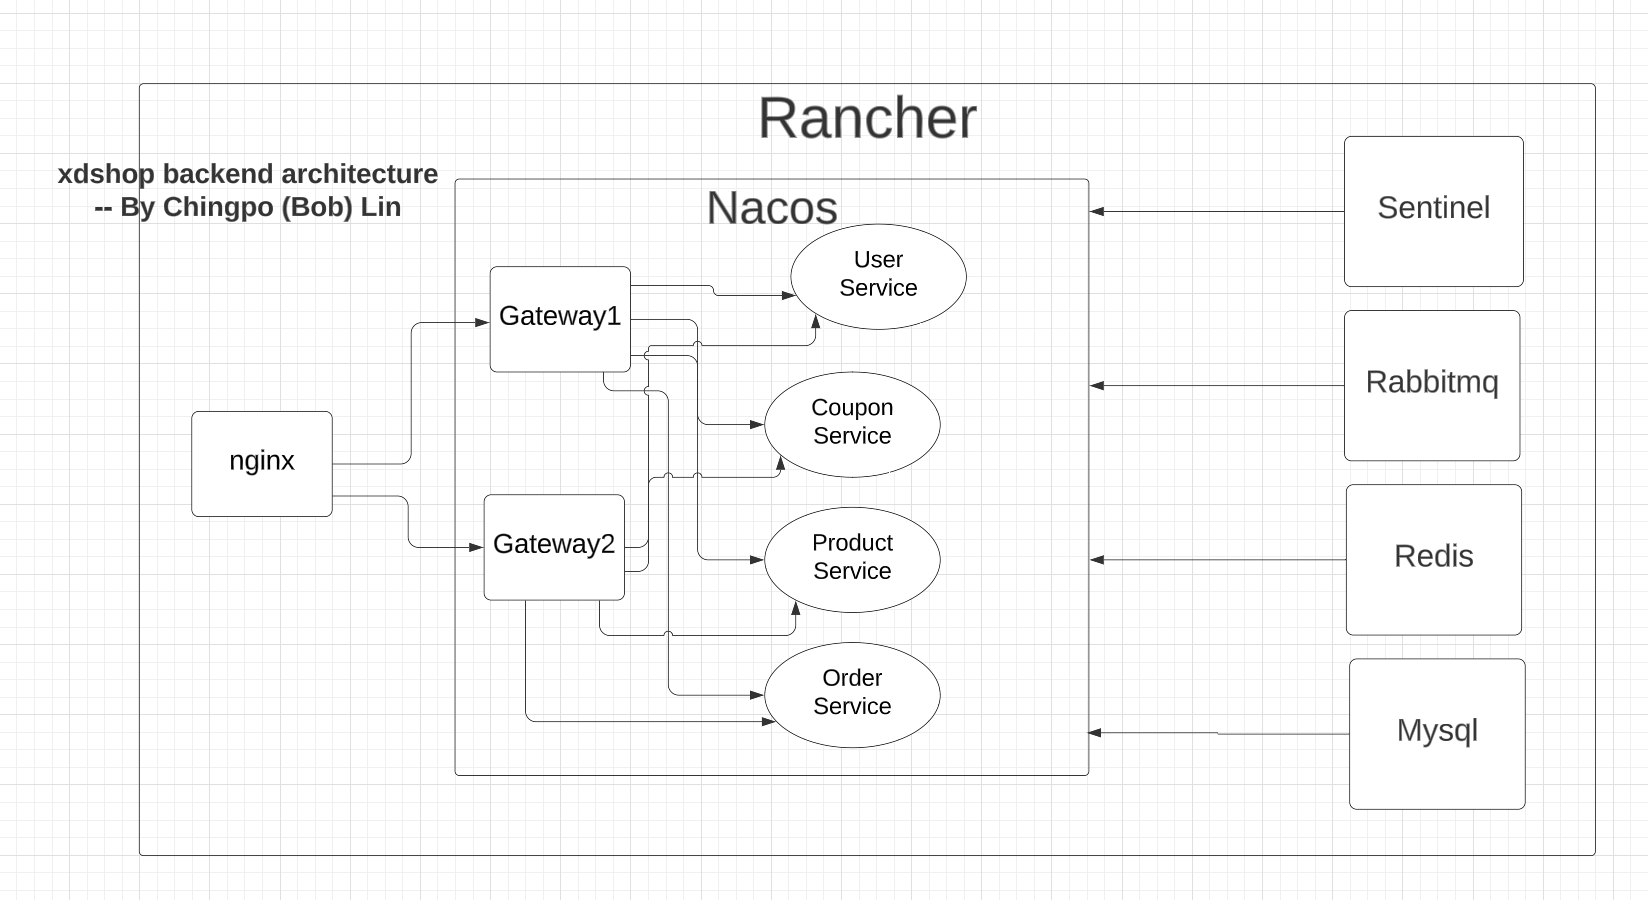 Rancher
xdshop backend architecture
-- By Chingpo (Bob) Lin
Nacos
Sentinel
User
Service
Gateway1
Rabbitmq
Coupon
Service
nginx
Gateway2
Product
Service
Redis
Order
Service
Mysql